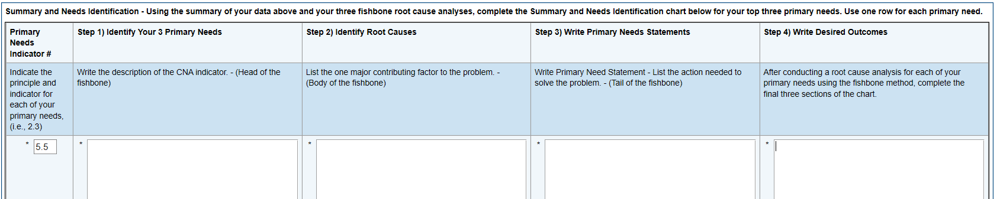 Summary and Needs Identification - Using the summary of your data above and your three fishbone root cause analyses, complete the Summary and Needs Identification chart below for your top three primary needs. Use one row for each primary need.
Primary
Needs
Indicator #
Step 1) Identify Your 3 Primary Needs
Step 2) Identify Root Causes
Step 3) Write Primary Needs Statements
Step 4) Write Desired Outcomes
Indicate the
principle and
indicator for
each of your
primary needs,
(i.e., 2.3)
Write the description of the CNA indicator. - (Head of the
fishbone)
List the one major contributing factor to the problem. -
(Body of the fishbone)
Write Primary Need Statement - List the action needed to
solve the problem. - (Tail of the fishbone)
After conducting a root cause analysis for each of your
primary needs using the fishbone method, complete the
final three sections of the chart.
* 5.5
*
*
*
*